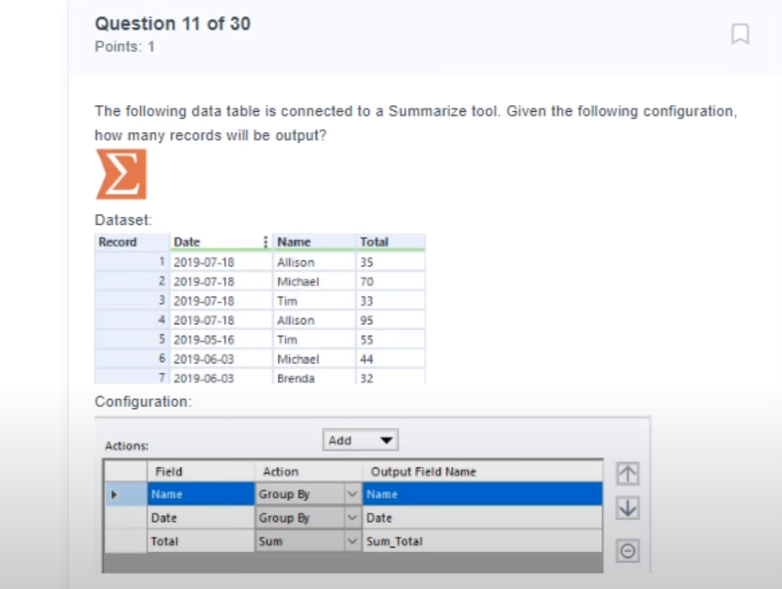 Question 11 of 30
Points: 1
The following data table is connected to a Summarize tool. Given the following configuration,
how many records will be output?
Σ
Dataset:
Record Date Name Total
1 2019-07-18 Allison 35
2 2019-07-18 Michael 70
3 2019-07-18 Tim 33
4 2019-07-18 Allison 95
5 2019-05-16 Tim 55
6 2019-06-03 Michael 44
7 2019-06-03 Brenda 32
Configuration:
Actions: Add
Field Action Output Field Name
Name Group By Name
Date Group By Date
Total Sum Sum_Total